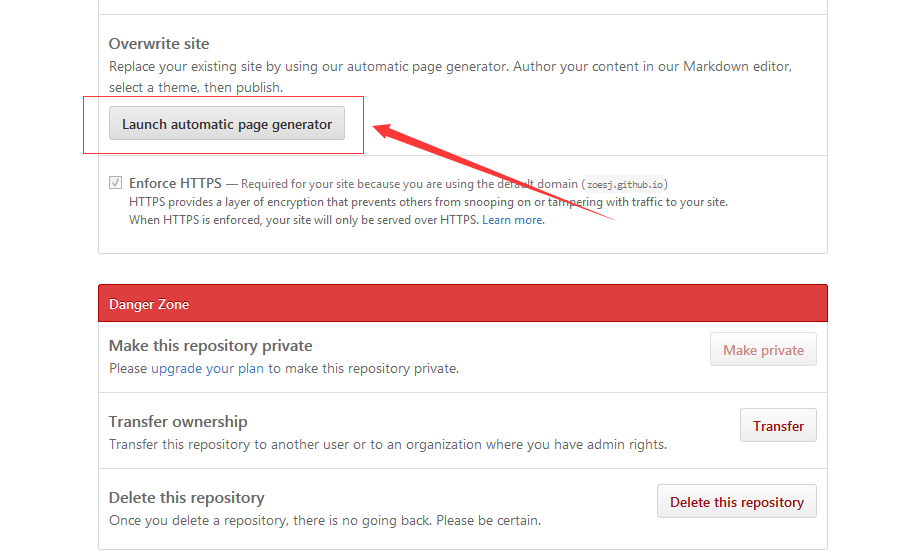 Overwrite site
Replace your existing site by using our automatic page generator. Author your content in our Markdown editor,
select a theme, then publish.
Launch automatic page generator
Enforce HTTPS — Required for your site because you are using the default domain (zoesj.github.io)
HTTPS provides a layer of encryption that prevents others from snooping on or tampering with traffic to your site.
When HTTPS is enforced, your site will only be served over HTTPS. Learn more.
Danger Zone
Make this repository private
Please upgrade your plan to make this repository private.
Make private
Transfer ownership
Transfer this repository to another user or to an organization where you have admin rights.
Transfer
Delete this repository
Once you delete a repository, there is no going back. Please be certain.
Delete this repository